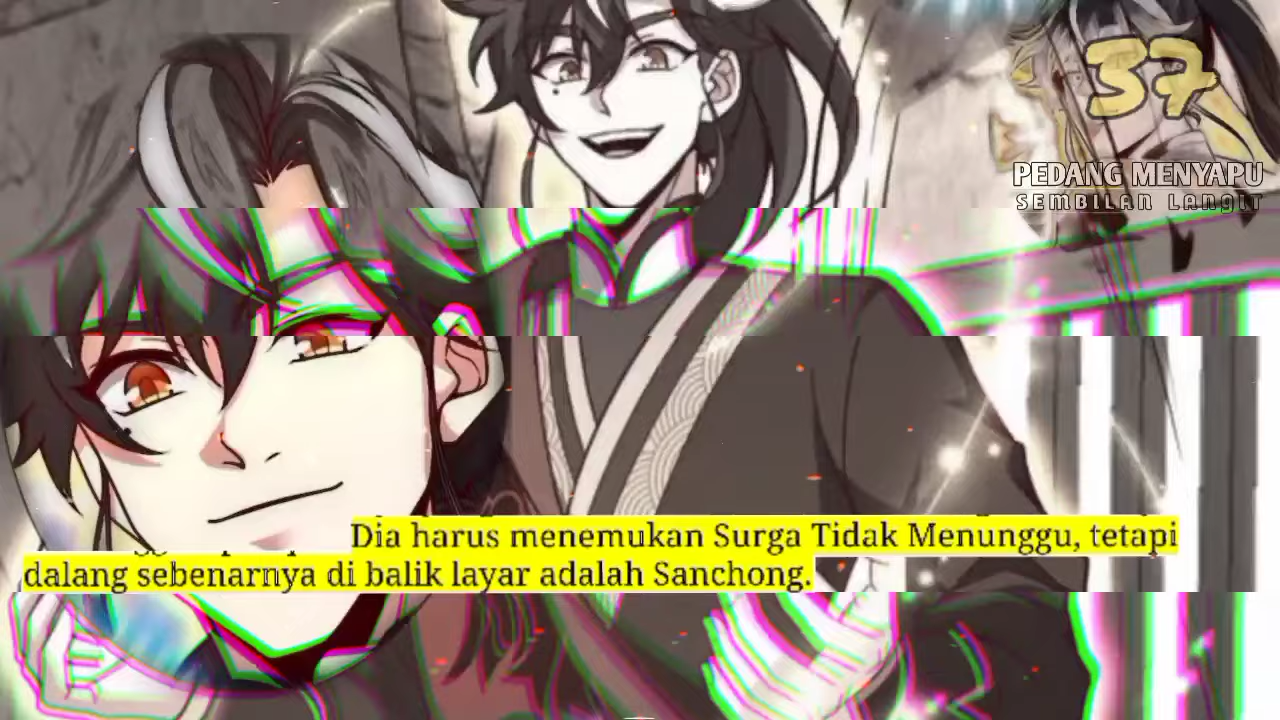 37
PEDANG MENYAPU
SEMBILAN LANGIT
Dia harus menemukan Surga Tidak Menunggu, tetapi
dalang sebenarnya di balik layar adalah Sanchong.